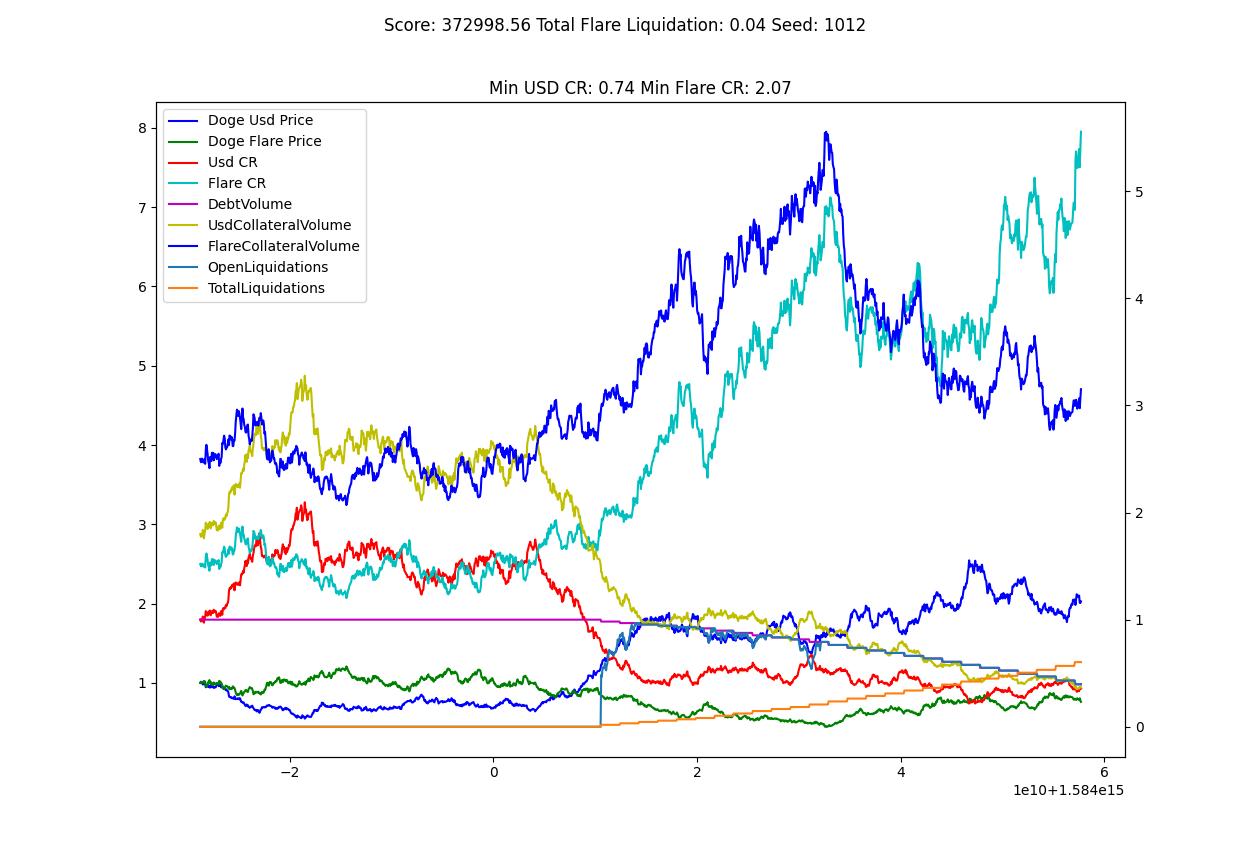 Score: 372998.56 Total Flare Liquidation: 0.04 Seed: 1012
Min USD CR: 0.74 Min Flare CR: 2.07
Doge Usd Price
Doge Flare Price
Usd CR
Flare CR
DebtVolume
UsdCollateralVolume
FlareCollateralVolume
OpenLiquidations
TotalLiquidations
8
7
6
5
4
3
2
1
5
4
3
2
1
0
−2
0
2
4
6
1e10+1.584e15